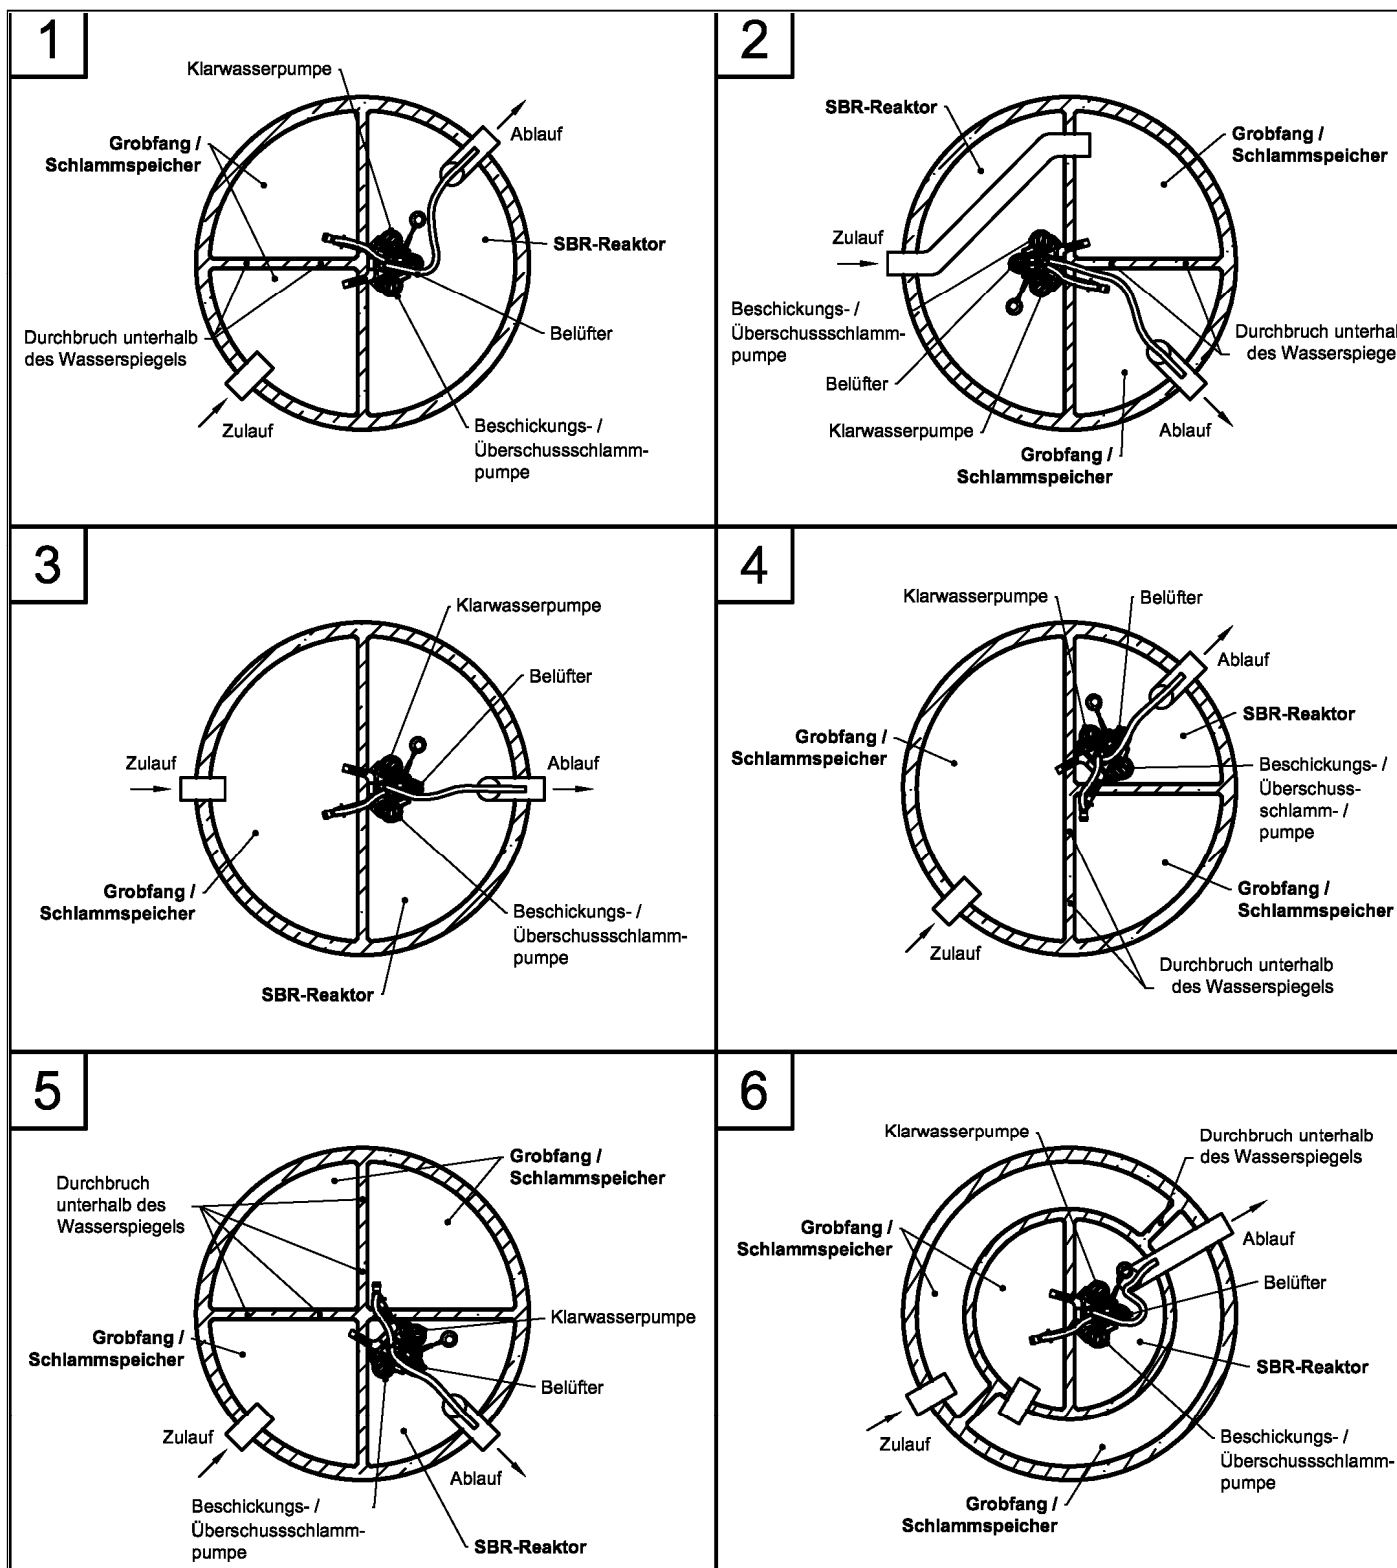 1
Klarwasserpumpe
Ablauf
Grobfang /
Schlammspeicher
SBR-Reaktor
Durchbruch unterhalb
des Wasserspiegels
Belüfter
Zulauf
Beschickungs- /
Überschussschlamm-
pumpe
2
SBR-Reaktor
Grobfang /
Schlammspeicher
Zulauf
Beschickungs- /
Überschussschlamm-
pumpe
Durchbruch unterhal
des Wasserspiege
Belüfter
Klarwasserpumpe
Ablauf
Grobfang /
Schlammspeicher
3
Klarwasserpumpe
Belüfter
Zulauf
Ablauf
Grobfang /
Schlammspeicher
Beschickungs- /
Überschussschlamm-
pumpe
SBR-Reaktor
4
Klarwasserpumpe
Belüfter
Ablauf
SBR-Reaktor
Grobfang /
Schlammspeicher
Beschickungs- /
Überschuss-
schlamm- /
pumpe
Grobfang /
Schlammspeicher
Zulauf
Durchbruch unterhalb
des Wasserspiegels
5
Grobfang /
Schlammspeicher
Durchbruch
unterhalb des
Wasserspiegels
Klarwasserpumpe
Grobfang /
Schlammspeicher
Belüfter
Zulauf
Ablauf
Beschickungs- /
Überschussschlamm-
pumpe
SBR-Reaktor
6
Klarwasserpumpe
Durchbruch unterhalb
des Wasserspiegels
Grobfang /
Schlammspeicher
Ablauf
Belüfter
SBR-Reaktor
Zulauf
Beschickungs- /
Überschussschlamm-
pumpe
Grobfang /
Schlammspeicher